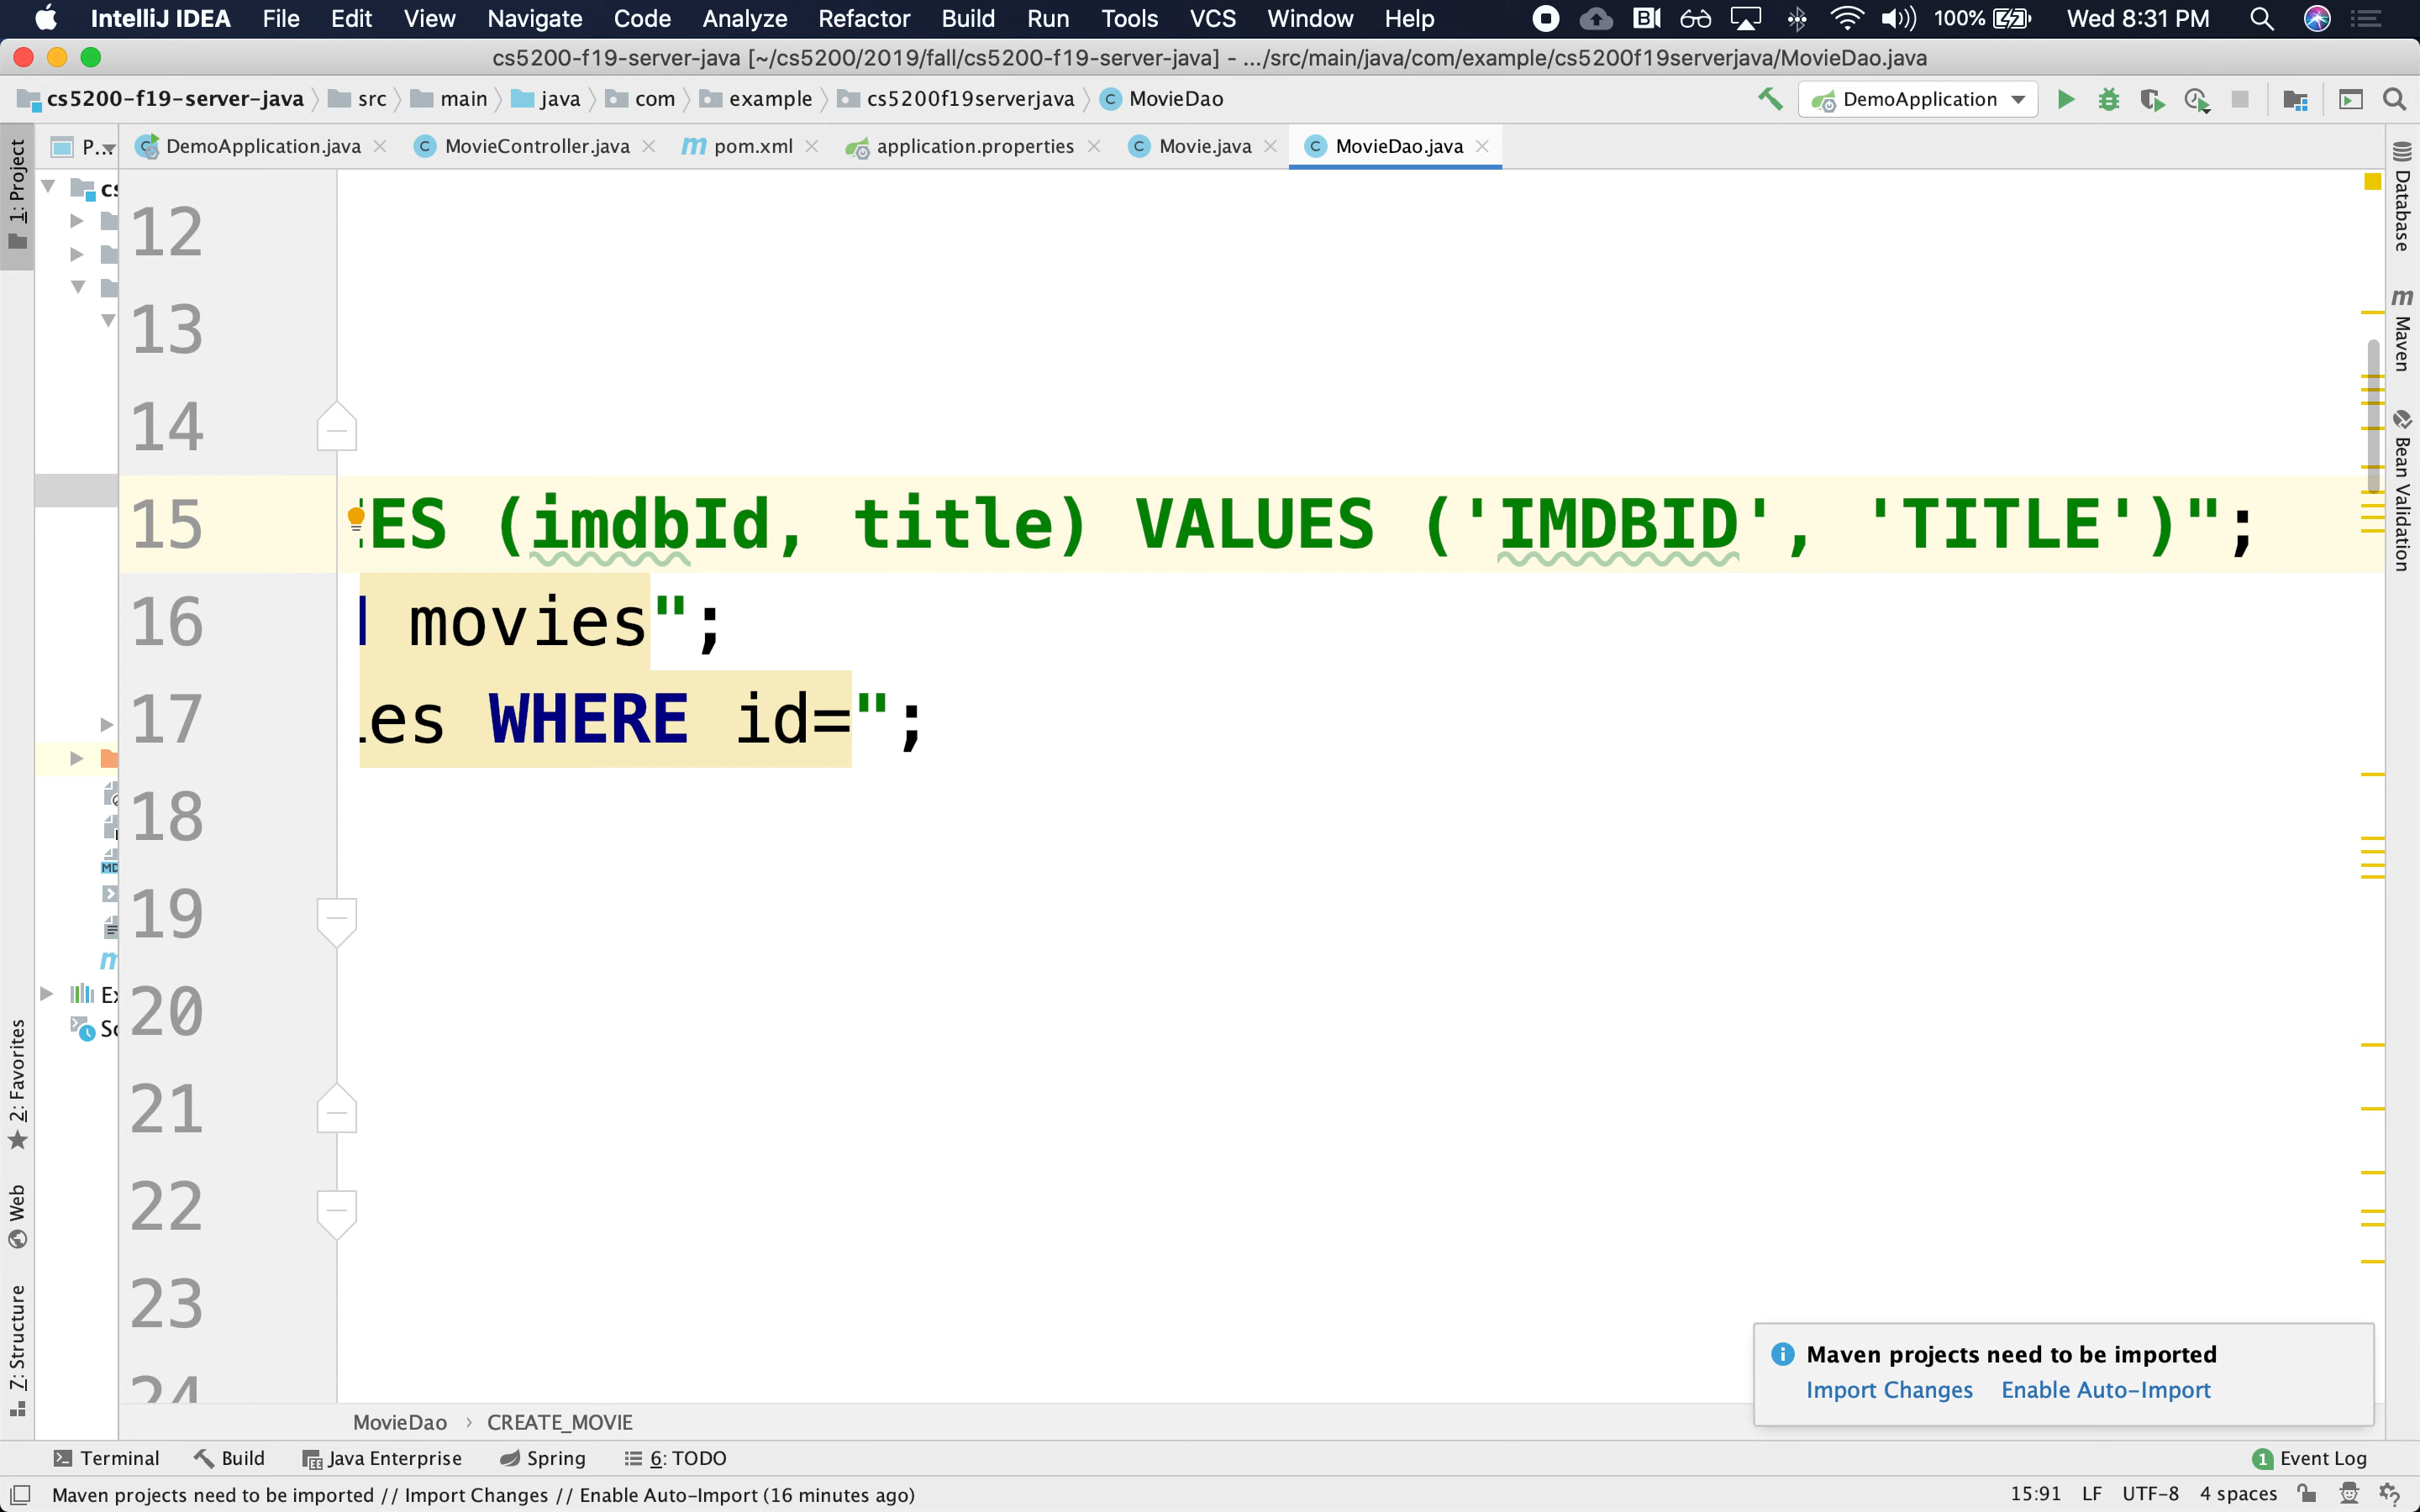 IntelliJ IDEA File Edit View Navigate Code Analyze Refactor Build Run Tools VCS Window Help 100% Wed 8:31 PM
cs5200-f19-server-java [~/cs5200/2019/fall/cs5200-f19-server-java] - .../src/main/java/com/example/cs5200f19serverjava/MovieDao.java
cs5200-f19-server-java src main java com example cs5200f19serverjava MovieDao DemoApplication
P... DemoApplication.java MovieController.java pom.xml application.properties Movie.java MovieDao.java
1: Project
2: Favorites
Web
Z: Structure
Database
Maven
Bean Validation
12
13
14
15 ES (imdbId, title) VALUES ('IMDBID', 'TITLE')";
16 movies";
17 es WHERE id=";
18
19
20
21
22
23
24
Maven projects need to be imported
Import Changes Enable Auto-Import
MovieDao › CREATE_MOVIE
Terminal Build Java Enterprise Spring 6: TODO 1 Event Log
Maven projects need to be imported // Import Changes // Enable Auto-Import (16 minutes ago) 15:91 LF UTF-8 4 spaces